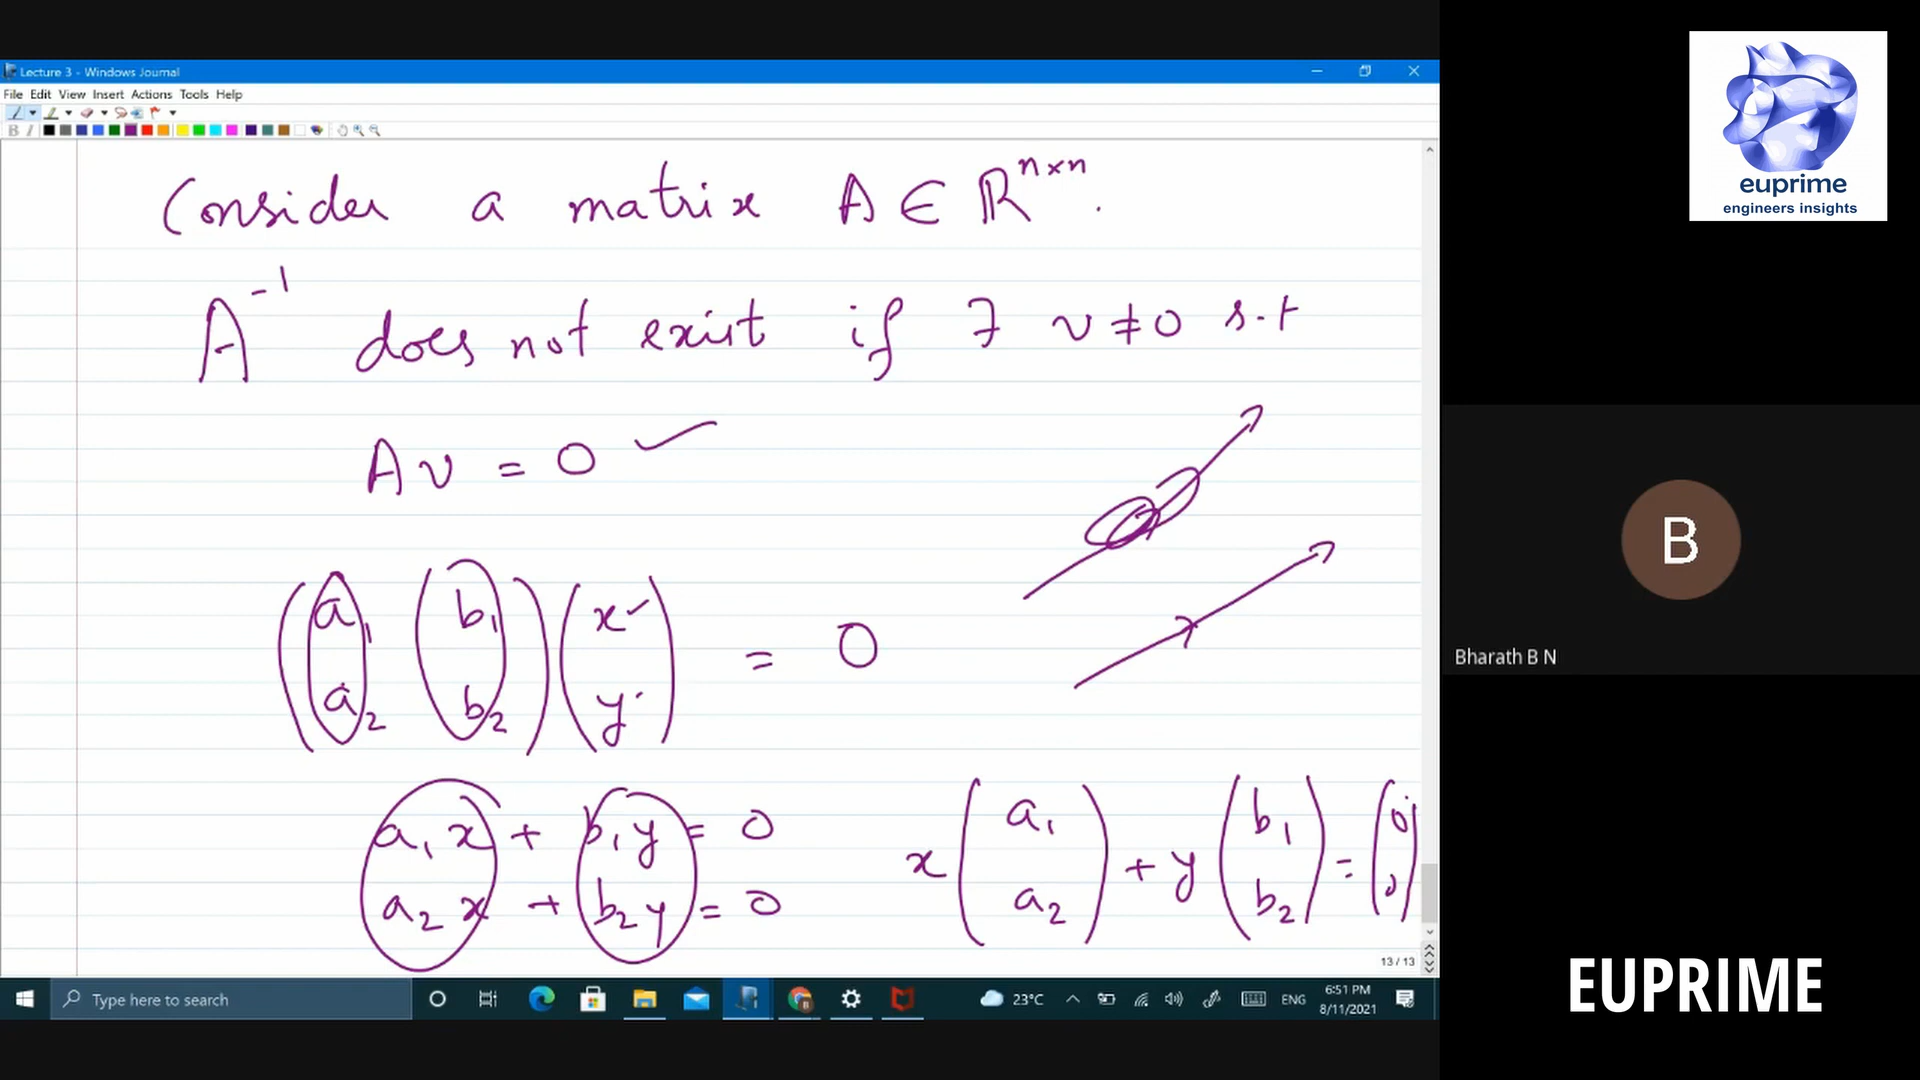 Lecture 3 - Windows Journal
File Edit View Insert Actions Tools Help
B I
Consider a matrix A ∈ ℝⁿˣⁿ.
A⁻¹ does not exist if ∃ v ≠ 0 s.t
Av = 0 ✓
(a₁ b₁) (x) = 0
(a₂ b₂) (y)
a₁x + b₁y = 0
a₂x + b₂y = 0
x (a₁) + y (b₁) = (0)
(a₂) (b₂) (0)
13 / 13
Type here to search
23°C
ENG
6:51 PM
8/11/2021
euprime
engineers insights
B
Bharath B N
EUPRIME